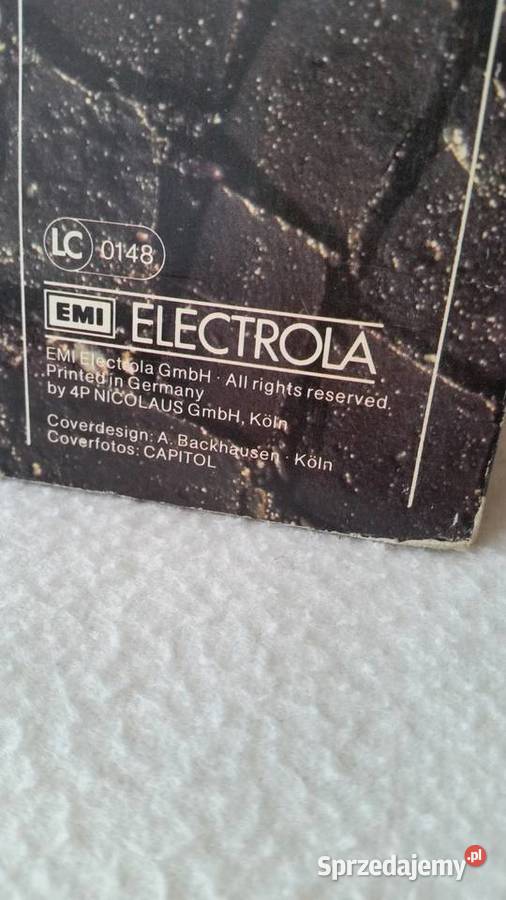 LC 0148
EMI ELECTROLA
EMI Electrola GmbH · All rights reserved.
Printed in Germany
by 4P NICOLAUS GmbH, Köln
Coverdesign: A. Backhausen · Köln
Coverfotos: CAPITOL
Sprzedajemy.pl